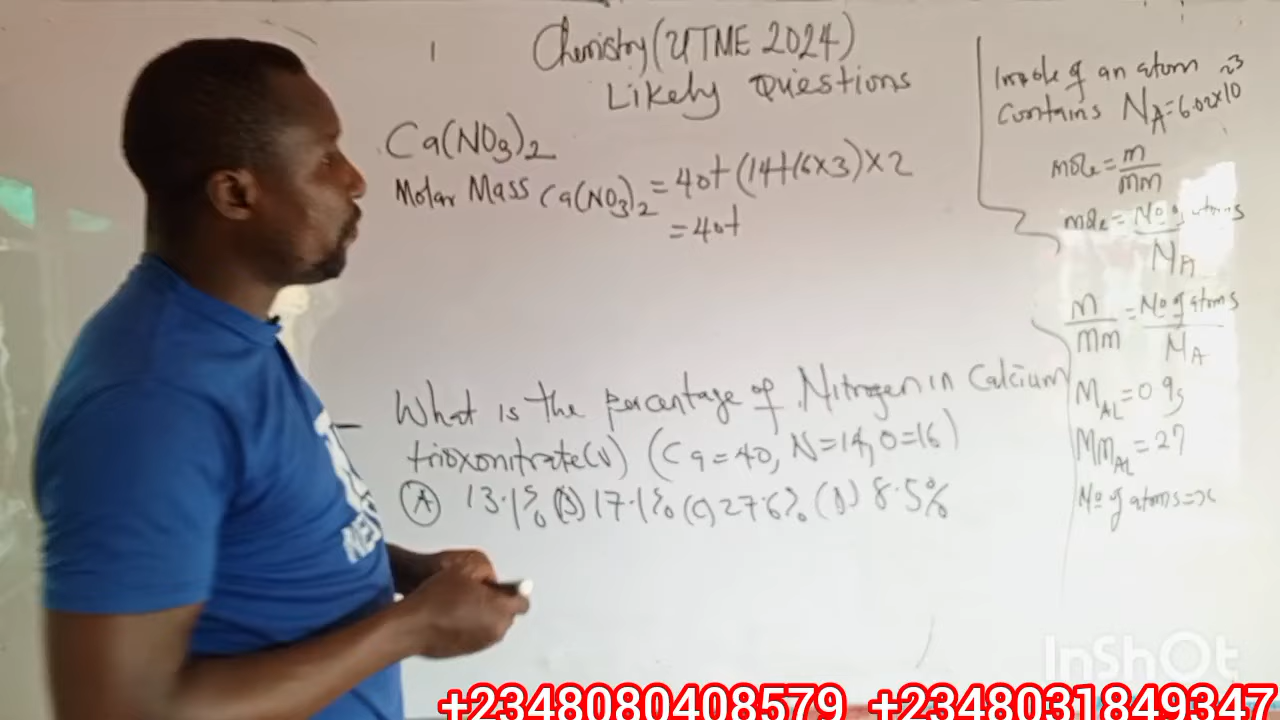 Chemistry (UTME 2024)
Likely Questions
Ca(NO3)2
Molar Mass Ca(NO3)2 = 40+(14+16×3)×2
= 40+
What is the percentage of Nitrogen in Calcium
trioxonitrate(V) (Ca=40, N=14, O=16)
(A) 13.1% (B) 17.1% (C) 27.6% (D) 8.5%
1mole of an atom
contains NA=6.02×10^23
mole = m/mm
mole = No of atoms/NA
m/mm = No of atoms/NA
MAL=0.9g
MmAL=27
No of atoms=x
NE
InShOt
+2348080408579 +2348031849347